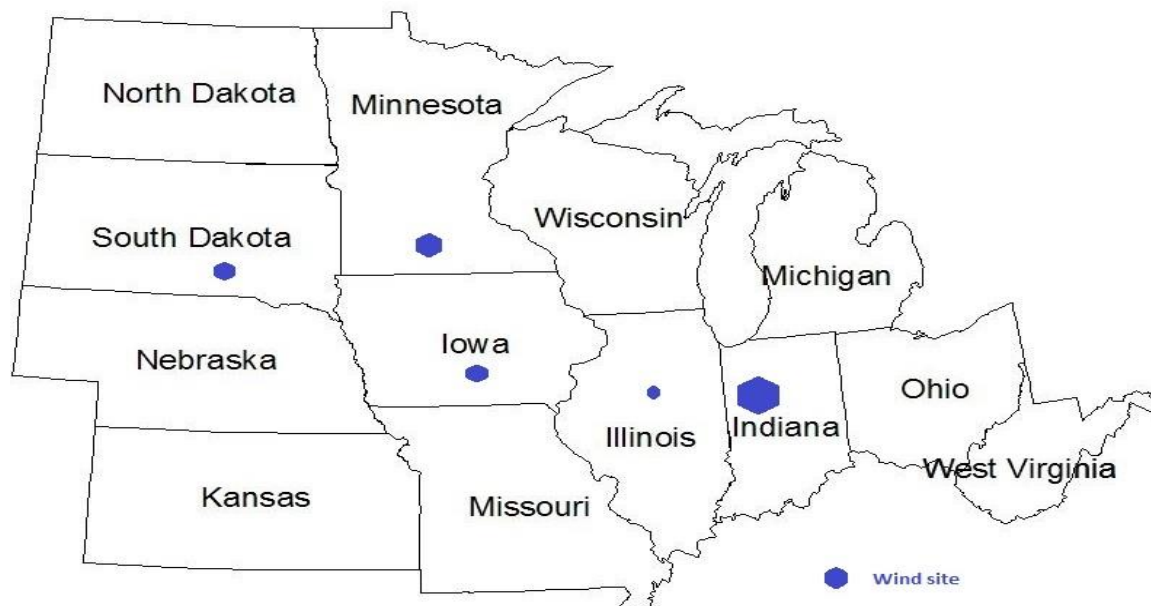 North Dakota
Minnesota
Wisconsin
South Dakota
Michigan
Iowa
Nebraska
Ohio
Illinois
Indiana
West Virginia
Kansas
Missouri
Wind site